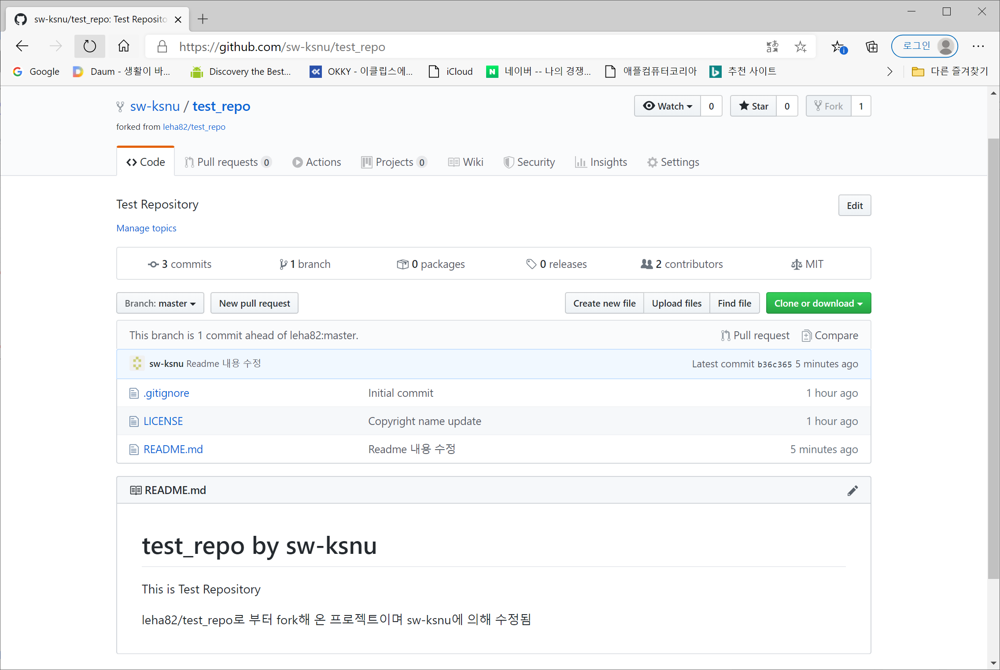 sw-ksnu/test_repo: Test Reposito
https://github.com/sw-ksnu/test_repo
로그인
Google Daum - 생활이 바... Discovery the Best... OKKY - 이클립스에... iCloud 네이버 -- 나의 경쟁... 애플컴퓨터코리아 추천 사이트 다른 즐겨찾기
sw-ksnu / test_repo Watch 0 Star 0 Fork 1
forked from leha82/test_repo
Code Pull requests 0 Actions Projects 0 Wiki Security Insights Settings
Test Repository Edit
Manage topics
3 commits 1 branch 0 packages 0 releases 2 contributors MIT
Branch: master New pull request Create new file Upload files Find file Clone or download
This branch is 1 commit ahead of leha82:master. Pull request Compare
sw-ksnu Readme 내용 수정 Latest commit b36c365 5 minutes ago
.gitignore Initial commit 1 hour ago
LICENSE Copyright name update 1 hour ago
README.md Readme 내용 수정 5 minutes ago
README.md
test_repo by sw-ksnu
This is Test Repository
leha82/test_repo로 부터 fork해 온 프로젝트이며 sw-ksnu에 의해 수정됨